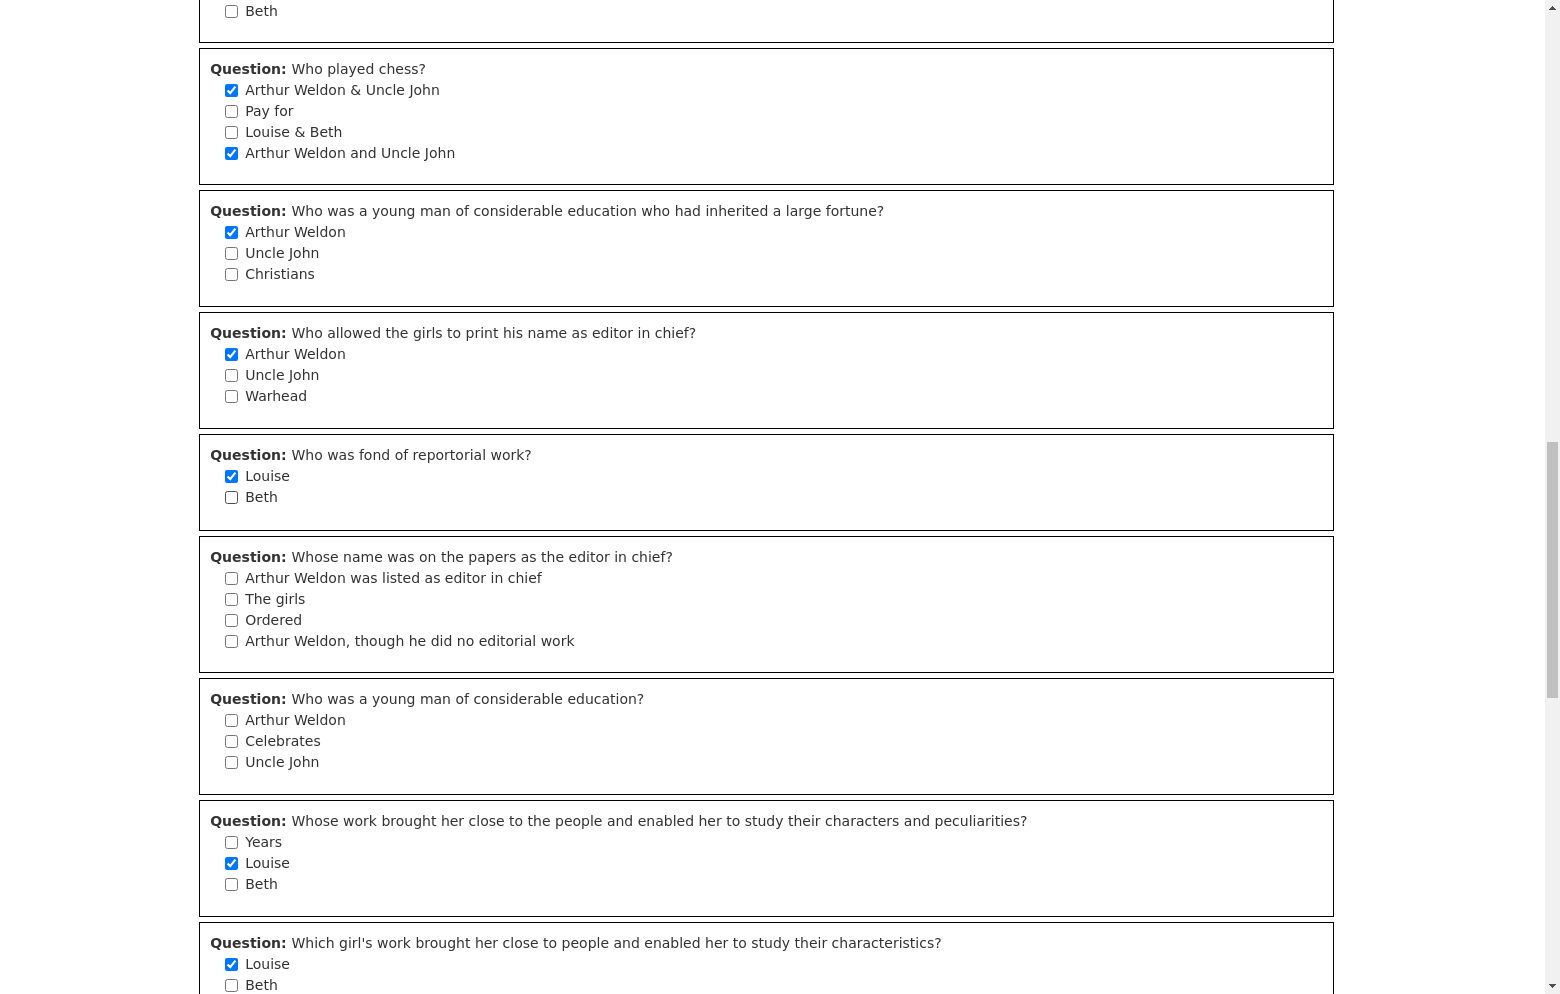 Beth
Question: Who played chess?
Arthur Weldon & Uncle John
Pay for
Louise & Beth
Arthur Weldon and Uncle John
Question: Who was a young man of considerable education who had inherited a large fortune?
Arthur Weldon
Uncle John
Christians
Question: Who allowed the girls to print his name as editor in chief?
Arthur Weldon
Uncle John
Warhead
Question: Who was fond of reportorial work?
Louise
Beth
Question: Whose name was on the papers as the editor in chief?
Arthur Weldon was listed as editor in chief
The girls
Ordered
Arthur Weldon, though he did no editorial work
Question: Who was a young man of considerable education?
Arthur Weldon
Celebrates
Uncle John
Question: Whose work brought her close to the people and enabled her to study their characters and peculiarities?
Years
Louise
Beth
Question: Which girl's work brought her close to people and enabled her to study their characteristics?
Louise
Beth